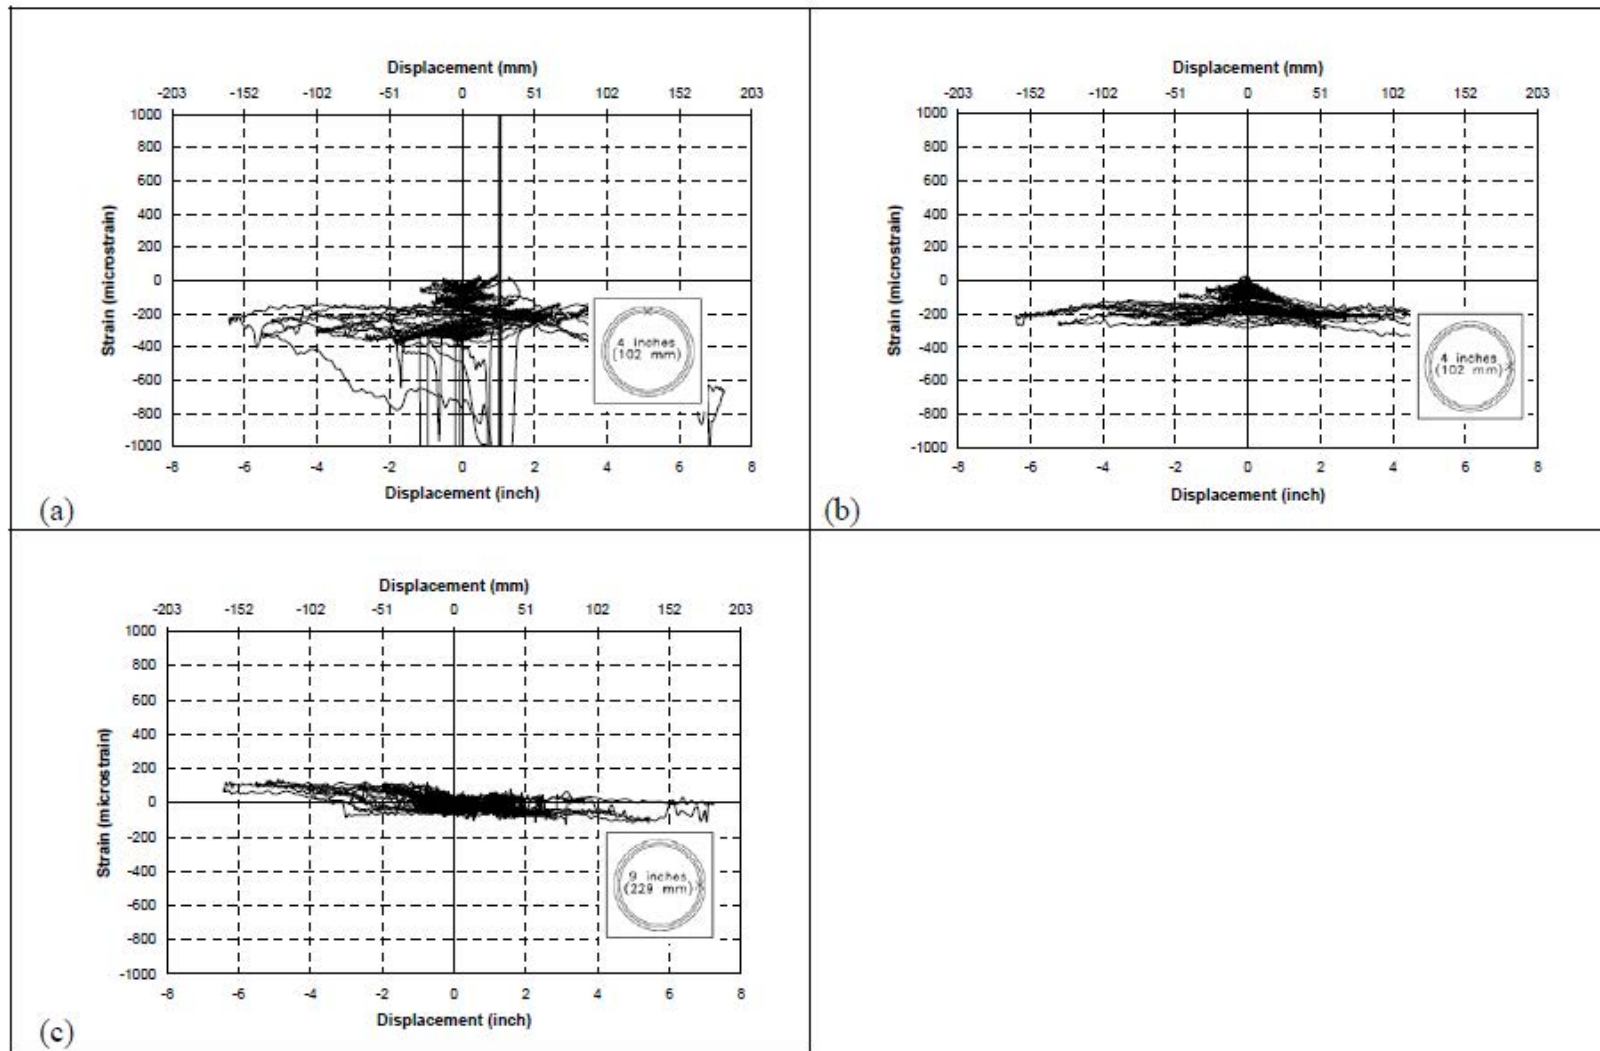 Displacement (mm)
-203 -152 -102 -51 0 51 102 152 203
1000
800
600
400
200
0
-200
-400
-600
-800
-1000
Strain (microstrain)
4 inches
(102 mm)
-8 -6 -4 -2 0 2 4 6 8
Displacement (inch)
(a)
Displacement (mm)
-203 -152 -102 -51 0 51 102 152 203
1000
800
600
400
200
0
-200
-400
-600
-800
-1000
Strain (microstrain)
4 inches
(102 mm)
-8 -6 -4 -2 0 2 4 6 8
Displacement (inch)
(b)
Displacement (mm)
-203 -152 -102 -51 0 51 102 152 203
1000
800
600
400
200
0
-200
-400
-600
-800
-1000
Strain (microstrain)
9 inches
(229 mm)
-8 -6 -4 -2 0 2 4 6 8
Displacement (inch)
(c)